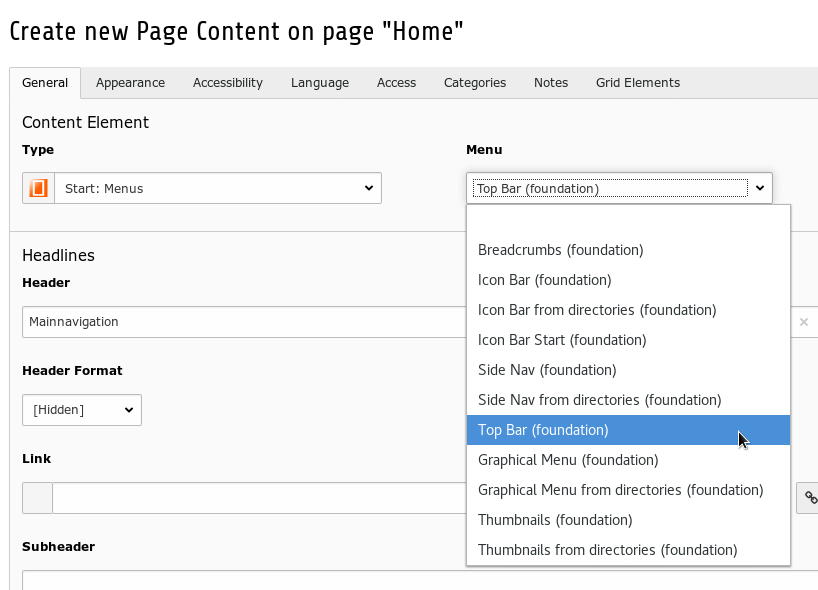 Create new Page Content on page "Home"
General Appearance Accessibility Language Access Categories Notes Grid Elements
Content Element
Type
Start: Menus
Menu
Top Bar (foundation)
Breadcrumbs (foundation)
Icon Bar (foundation)
Icon Bar from directories (foundation)
Icon Bar Start (foundation)
Side Nav (foundation)
Side Nav from directories (foundation)
Top Bar (foundation)
Graphical Menu (foundation)
Graphical Menu from directories (foundation)
Thumbnails (foundation)
Thumbnails from directories (foundation)
Headlines
Header
Mainnavigation
Header Format
[Hidden]
Link
Subheader